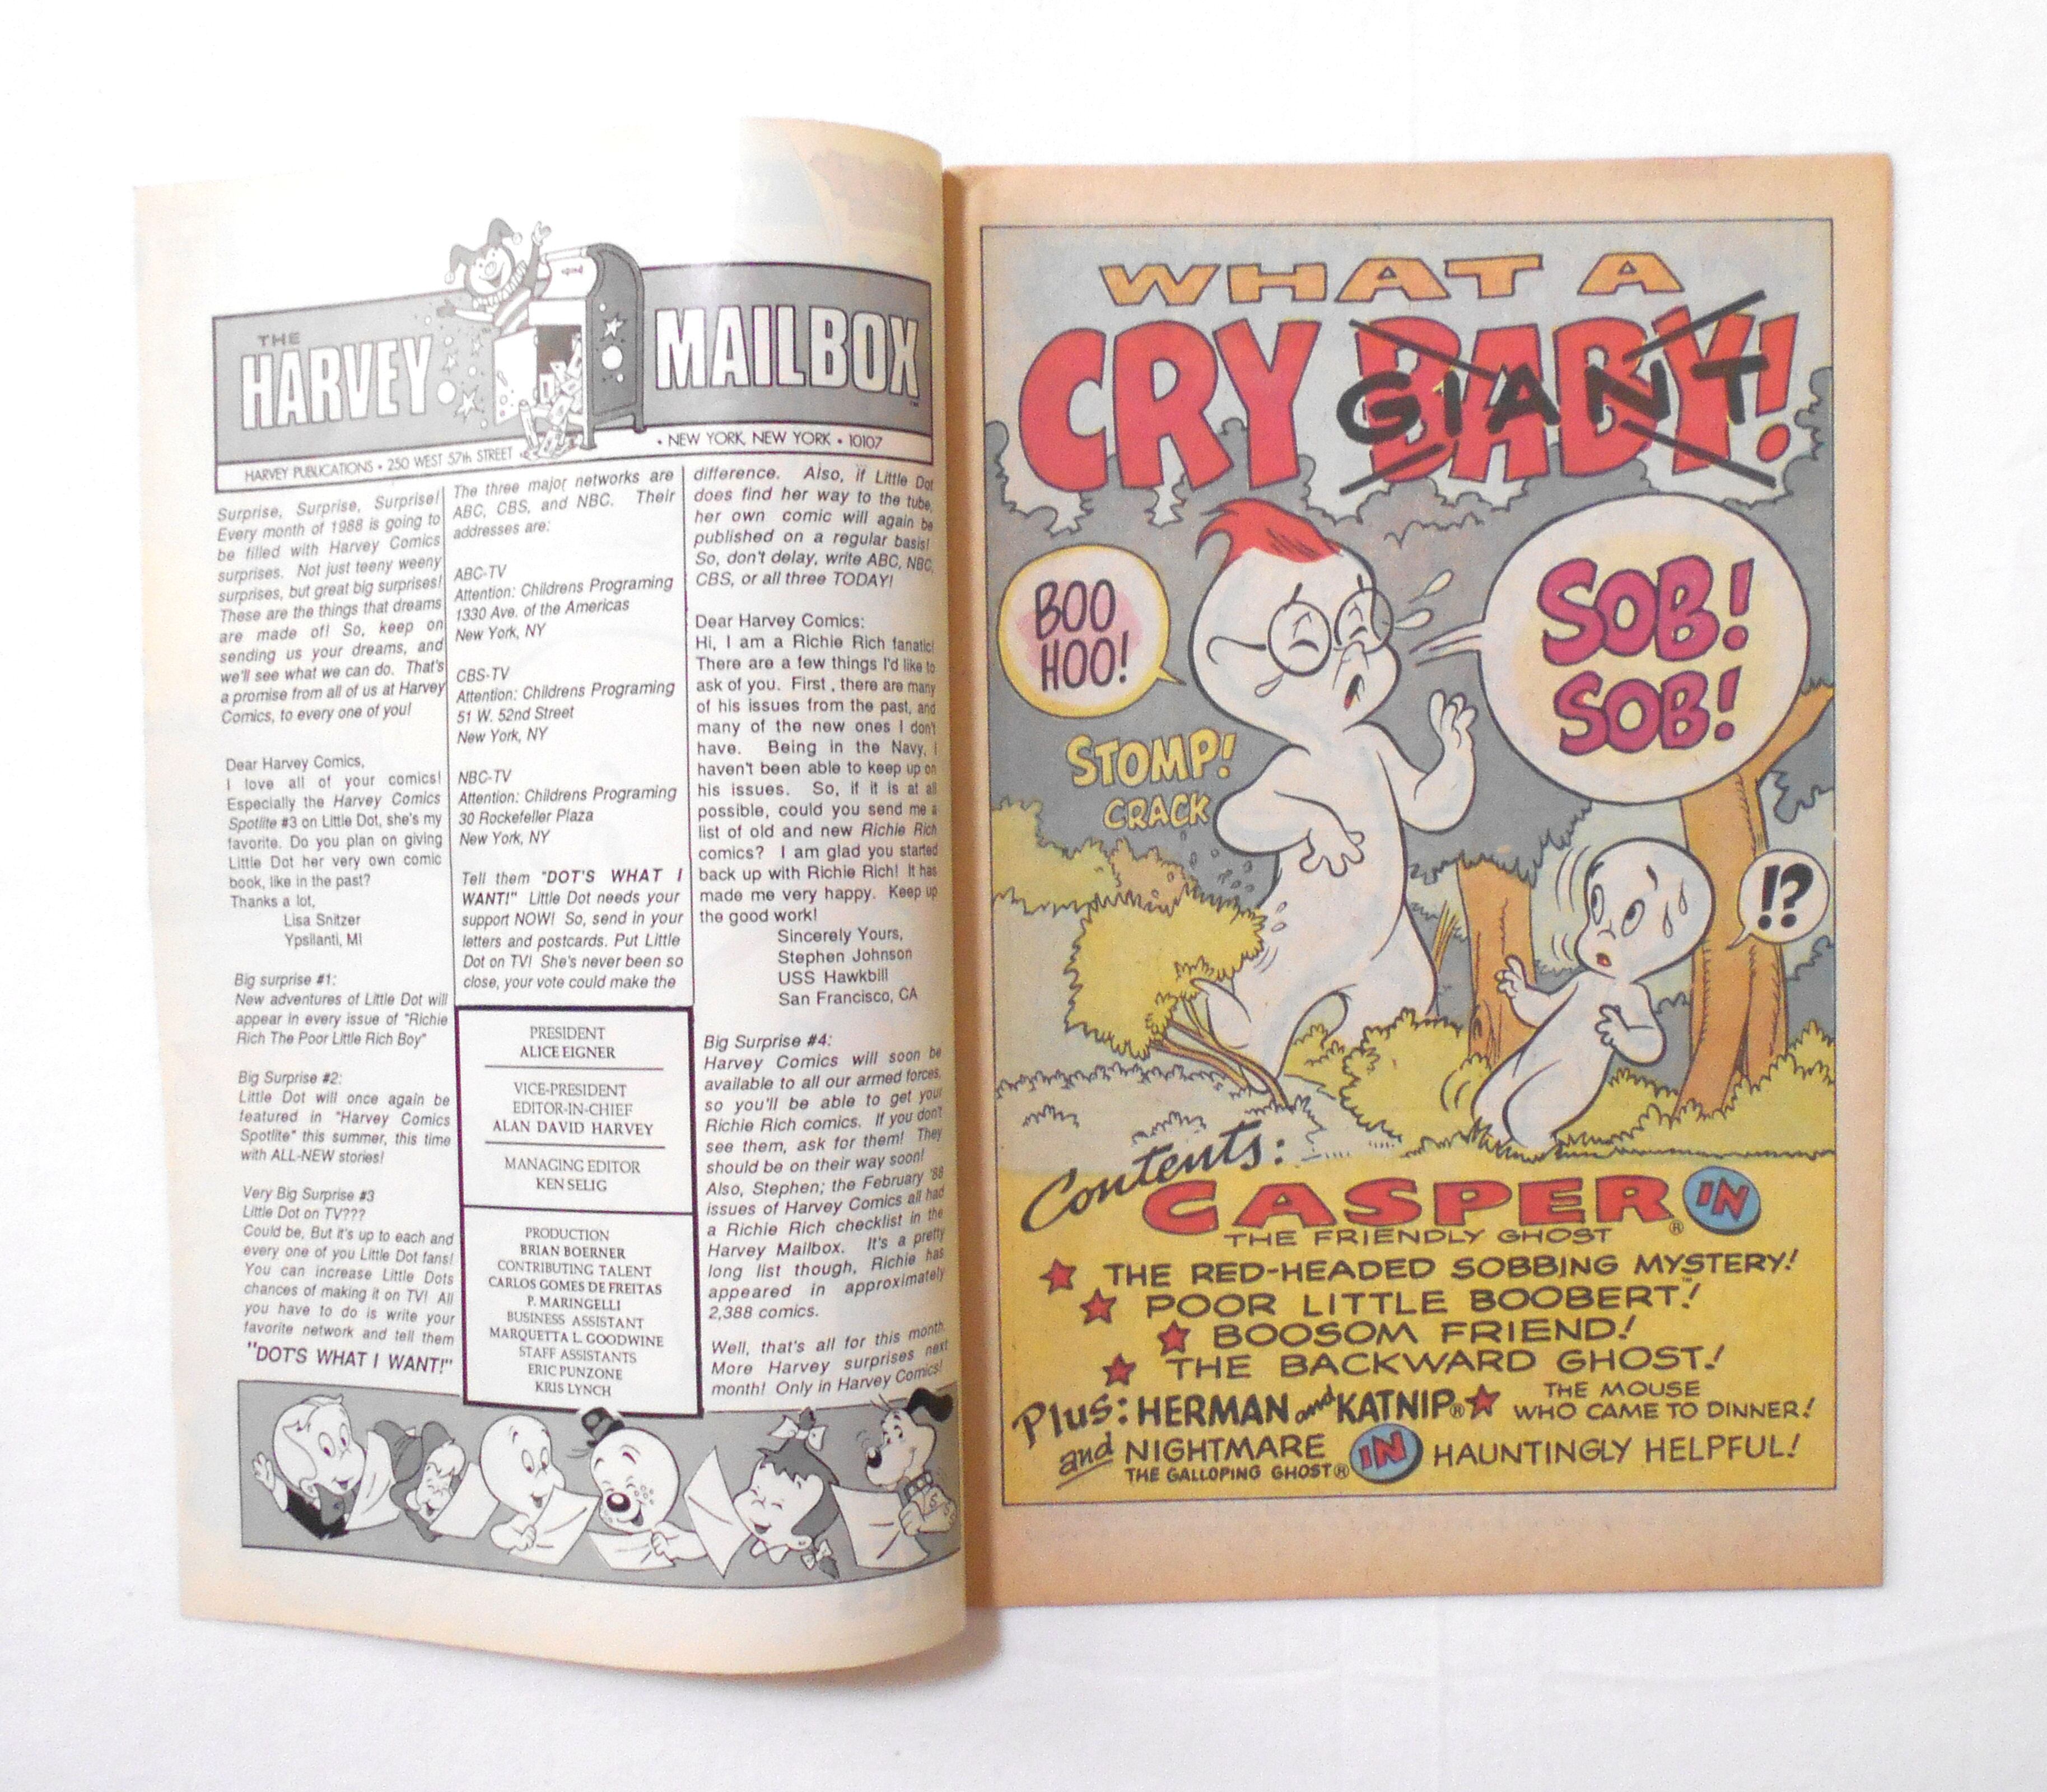 THE
HARVEY MAILBOX
HARVEY PUBLICATIONS • 250 WEST 57th STREET • NEW YORK, NEW YORK • 10107
Surprise, Surprise, Surprise!
Every month of 1988 is going to
be filled with Harvey Comics
surprises. Not just teeny weeny
surprises, but great big surprises!
These are the things that dreams
are made of! So, keep on
sending us your dreams, and
we'll see what we can do. That's
a promise from all of us at Harvey
Comics, to every one of you!
Dear Harvey Comics,
I love all of your comics!
Especially the Harvey Comics
Spotlite #3 on Little Dot, she's my
favorite. Do you plan on giving
Little Dot her very own comic
book, like in the past?
Thanks a lot,
Lisa Snitzer
Ypsilanti, MI
Big surprise #1:
New adventures of Little Dot will
appear in every issue of "Richie
Rich The Poor Little Rich Boy"
Big Surprise #2:
Little Dot will once again be
featured in "Harvey Comics
Spotlite" this summer, this time
with ALL-NEW stories!
Very Big Surprise #3
Little Dot on TV???
Could be, But it's up to each and
every one of you Little Dot fans!
You can increase Little Dots
chances of making it on TV! All
you have to do is write your
favorite network and tell them
"DOT'S WHAT I WANT!"
The three major networks are
ABC, CBS, and NBC. Their
addresses are:
ABC-TV
Attention: Childrens Programing
1330 Ave. of the Americas
New York, NY
CBS-TV
Attention: Childrens Programing
51 W. 52nd Street
New York, NY
NBC-TV
Attention: Childrens Programing
30 Rockefeller Plaza
New York, NY
Tell them "DOT'S WHAT I
WANT!" Little Dot needs your
support NOW! So, send in your
letters and postcards. Put Little
Dot on TV! She's never been so
close, your vote could make the
PRESIDENT
ALICE EIGNER
VICE-PRESIDENT
EDITOR-IN-CHIEF
ALAN DAVID HARVEY
MANAGING EDITOR
KEN SELIG
PRODUCTION
BRIAN BOERNER
CONTRIBUTING TALENT
CARLOS GOMES DE FREITAS
P. MARINGELLI
BUSINESS ASSISTANT
MARQUETTA L. GOODWINE
STAFF ASSISTANTS
ERIC PUNZONE
KRIS LYNCH
difference. Also, if Little Dot
does find her way to the tube,
her own comic will again be
published on a regular basis!
So, don't delay, write ABC, NBC,
CBS, or all three TODAY!
Dear Harvey Comics:
Hi, I am a Richie Rich fanatic!
There are a few things I'd like to
ask of you. First , there are many
of his issues from the past, and
many of the new ones I don't
have. Being in the Navy, I
haven't been able to keep up on
his issues. So, if it is at all
possible, could you send me a
list of old and new Richie Rich
comics? I am glad you started
back up with Richie Rich! It has
made me very happy. Keep up
the good work!
Sincerely Yours,
Stephen Johnson
USS Hawkbill
San Francisco, CA
Big Surprise #4:
Harvey Comics will soon be
available to all our armed forces,
so you'll be able to get your
Richie Rich comics. If you don't
see them, ask for them! They
should be on their way soon!
Also, Stephen; the February '88
issues of Harvey Comics all had
a Richie Rich checklist in the
Harvey Mailbox. It's a pretty
long list though, Richie has
appeared in approximately
2,388 comics.
Well, that's all for this month.
More Harvey surprises next
month! Only in Harvey Comics!
WHAT A
CRY BABY!
GIANT
BOO
HOO!
SOB!
SOB!
STOMP!
CRACK
!?
Contents:
CASPER® IN
THE FRIENDLY GHOST
THE RED-HEADED SOBBING MYSTERY!
POOR LITTLE BOOBERT™!
BOOSOM FRIEND!
THE BACKWARD GHOST!
Plus: HERMAN and KATNIP® THE MOUSE
WHO CAME TO DINNER!
and NIGHTMARE IN HAUNTINGLY HELPFUL!
THE GALLOPING GHOST®